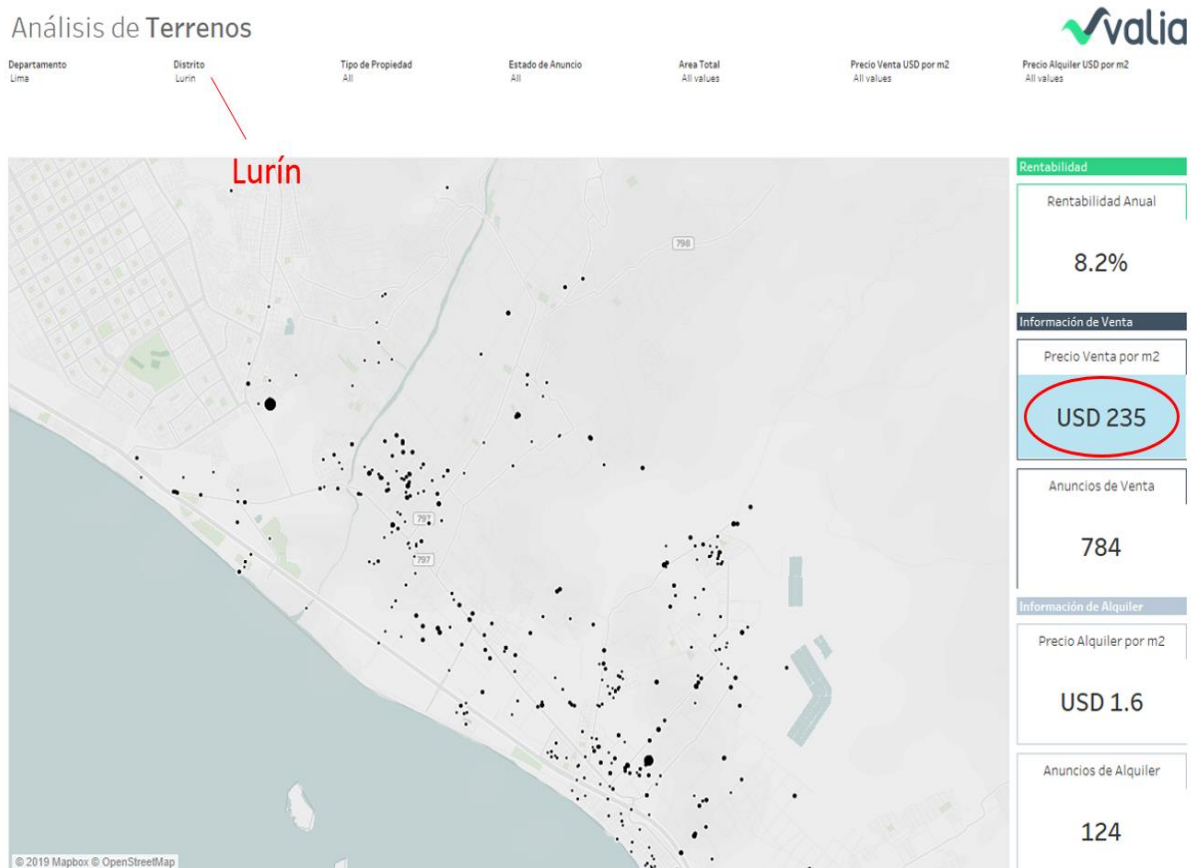 Análisis de Terrenos
valia
Departamento
Lima
Distrito
Lurin
Tipo de Propiedad
All
Estado de Anuncio
All
Area Total
All values
Precio Venta USD por m2
All values
Precio Alquiler USD por m2
All values
Lurín
798
797
797
© 2019 Mapbox © OpenStreetMap
Rentabilidad
Rentabilidad Anual
8.2%
Información de Venta
Precio Venta por m2
USD 235
Anuncios de Venta
784
Información de Alquiler
Precio Alquiler por m2
USD 1.6
Anuncios de Alquiler
124